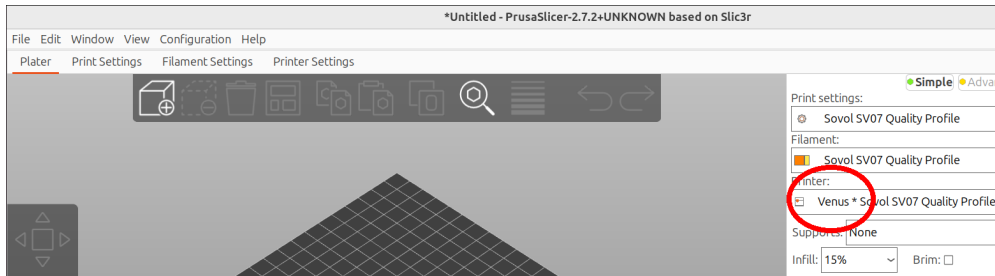 *Untitled - PrusaSlicer-2.7.2+UNKNOWN based on Slic3r
File Edit Window View Configuration Help
Plater Print Settings Filament Settings Printer Settings
Simple Adva
Print settings:
Sovol SV07 Quality Profile
Filament:
Sovol SV07 Quality Profile
Printer:
Venus * Sovol SV07 Quality Profile
Supports: None
Infill: 15% Brim: